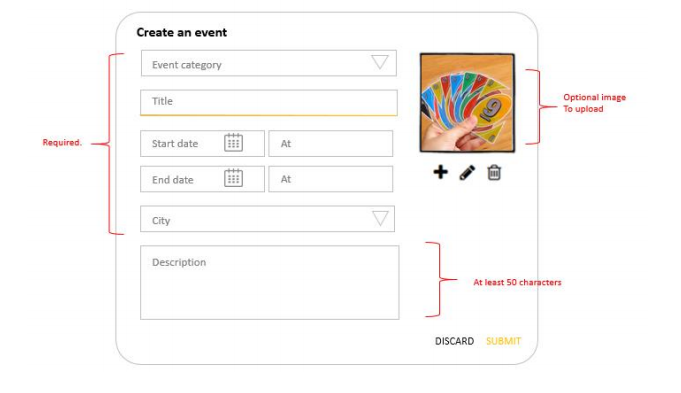 Create an event
Event category
Title
Start date
At
End date
At
City
Description
Required.
Optional image
To upload
At least 50 characters
DISCARD
SUBMIT